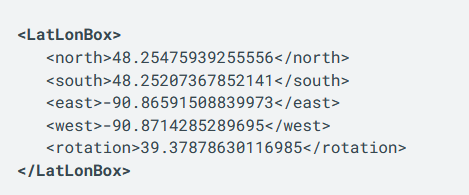 <LatLonBox>
<north>48.25475939255556</north>
<south>48.25207367852141</south>
<east>-90.86591508839973</east>
<west>-90.8714285289695</west>
<rotation>39.37878630116985</rotation>
</LatLonBox>